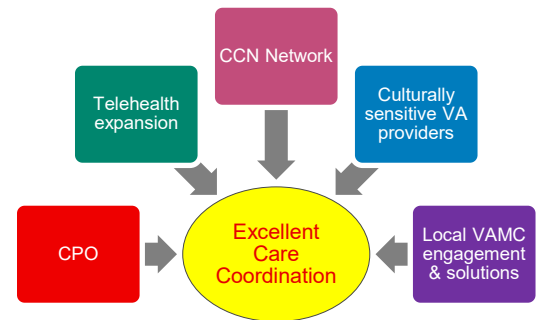 CCN Network
Telehealth
expansion
Culturally
sensitive VA
providers
CPO
Excellent
Care
Coordination
Local VAMC
engagement
& solutions